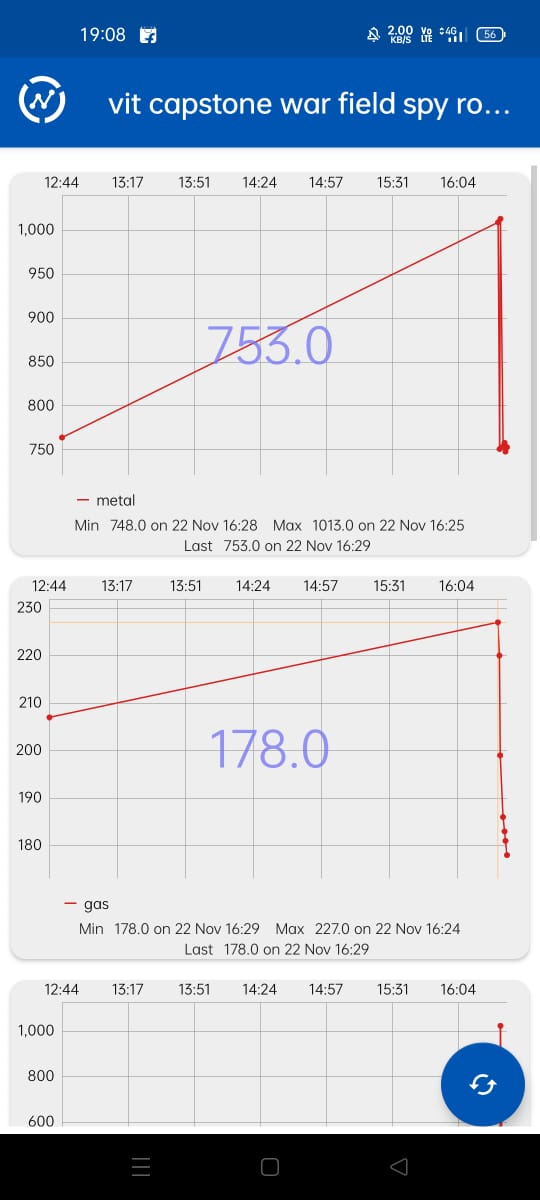 19:08 2.00 KB/S Vo LTE 4G 56
vit capstone war field spy ro...
12:44 13:17 13:51 14:24 14:57 15:31 16:04
1,000
950
900
753.0
850
800
750
metal
Min 748.0 on 22 Nov 16:28 Max 1013.0 on 22 Nov 16:25
Last 753.0 on 22 Nov 16:29
12:44 13:17 13:51 14:24 14:57 15:31 16:04
230
220
210
200
178.0
190
180
gas
Min 178.0 on 22 Nov 16:29 Max 227.0 on 22 Nov 16:24
Last 178.0 on 22 Nov 16:29
12:44 13:17 13:51 14:24 14:57 15:31 16:04
1,000
800
600